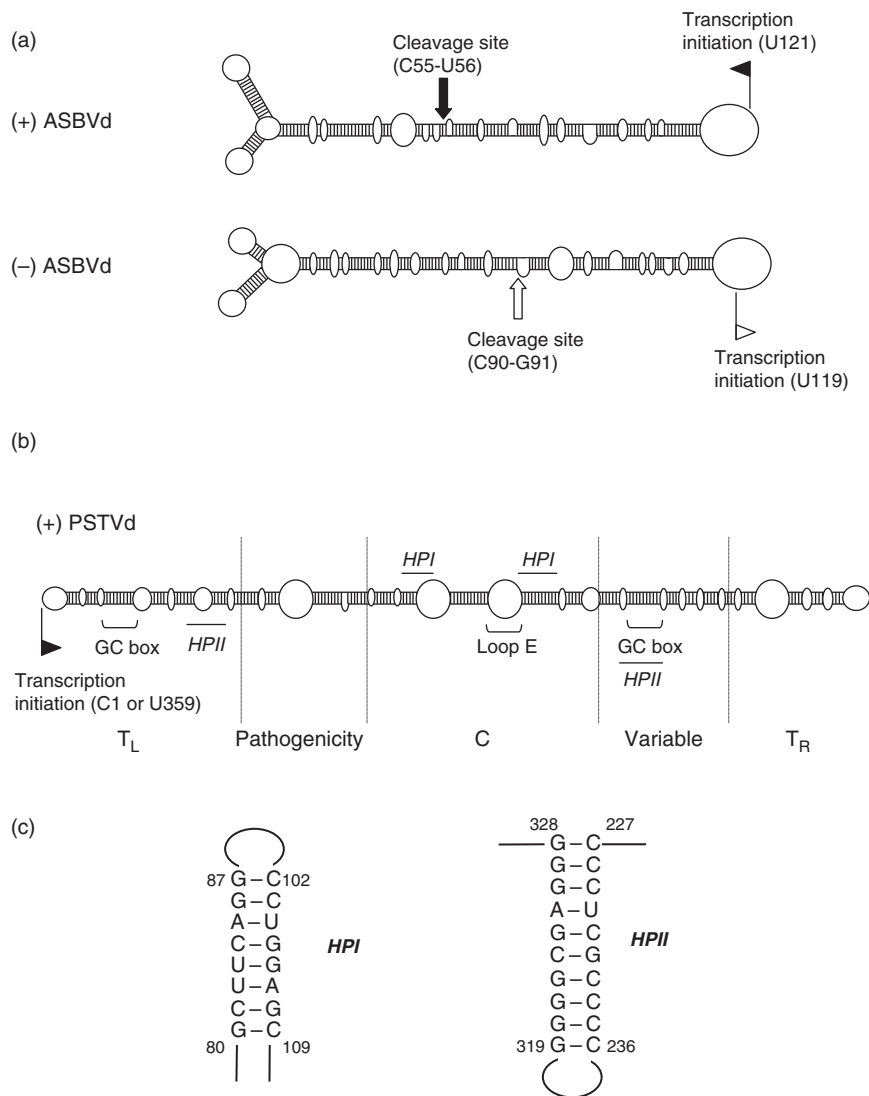 (a)
Cleavage site
(C55-U56)
Transcription
initiation (U121)
(+) ASBVd
(–) ASBVd
Cleavage site
(C90-G91)
Transcription
initiation (U119)
(b)
(+) PSTVd
HPI
HPI
GC box
HPII
Loop E
GC box
HPII
Transcription
initiation (C1 or U359)
TL
Pathogenicity
C
Variable
TR
(c)
87 G–C 102
G–C
A–U
C–G
U–G
U–A
C–G
80 G–C 109
HPI
328 G–C 227
G–C
G–C
A–U
G–C
C–G
G–C
G–C
G–C
319 G–C 236
HPII